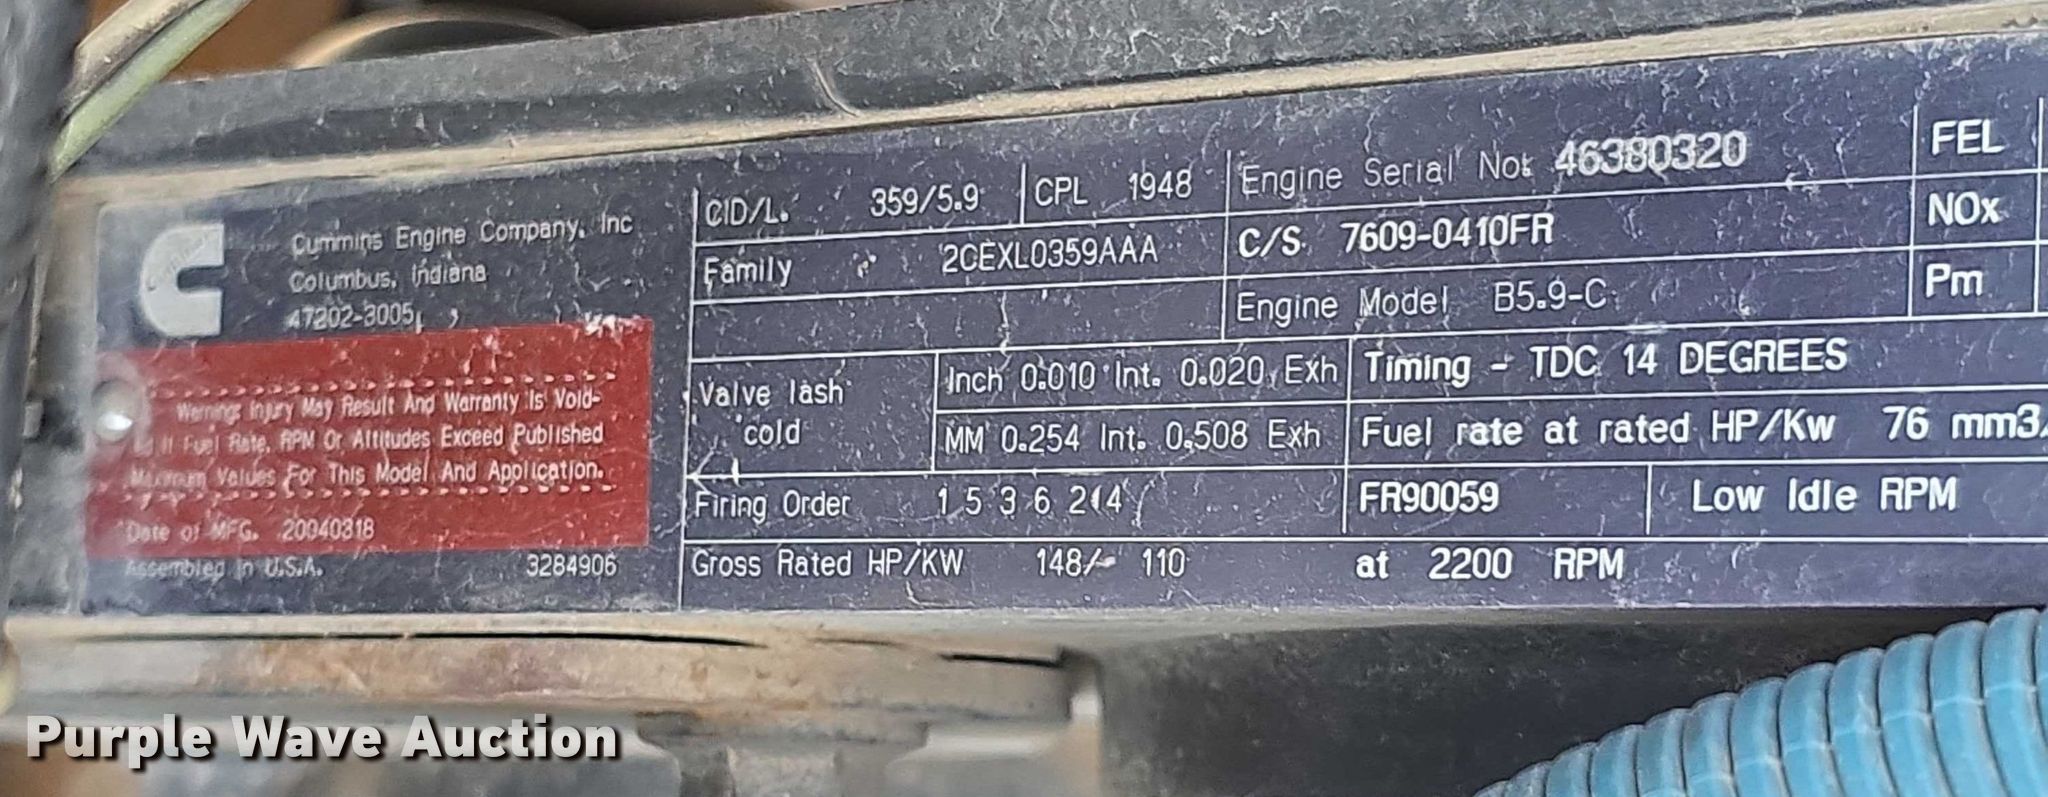 Cummins Engine Company, Inc
Columbus, Indiana
47202-3005
Warning: Injury May Result And Warranty Is Void-
ed If Fuel Rate, RPM Or Altitudes Exceed Published
Maximum Values For This Model And Application.
Date of MFG. 20040318
Assembled in U.S.A. 3284906
CID/L. 359/5.9 CPL 1948 Engine Serial No. 46380320 FEL
Family 2CEXL0359AAA C/S 7609-0410FR NOx
Engine Model B5.9-C Pm
Valve lash cold Inch 0.010 Int. 0.020 Exh Timing - TDC 14 DEGREES
MM 0.254 Int. 0.508 Exh Fuel rate at rated HP/Kw 76 mm3/
Firing Order 1 5 3 6 2 4 FR90059 Low Idle RPM
Gross Rated HP/KW 148/ 110 at 2200 RPM
Purple Wave Auction